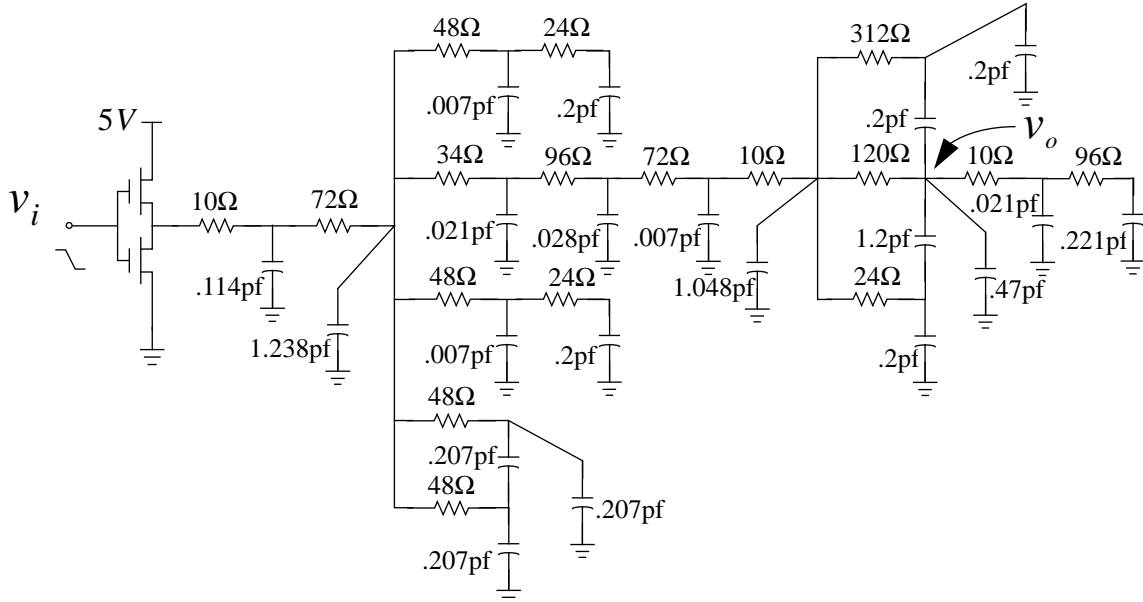 48Ω 24Ω 312Ω
.2pf
.007pf .2pf
5V .2pf v_o
34Ω 96Ω 72Ω 10Ω 120Ω 10Ω 96Ω
v_i 10Ω 72Ω
.021pf .028pf .007pf .021pf
1.2pf .221pf
.114pf 48Ω 24Ω 1.048pf 24Ω .47pf
1.238pf .007pf .2pf .2pf
48Ω
.207pf
48Ω
.207pf
.207pf